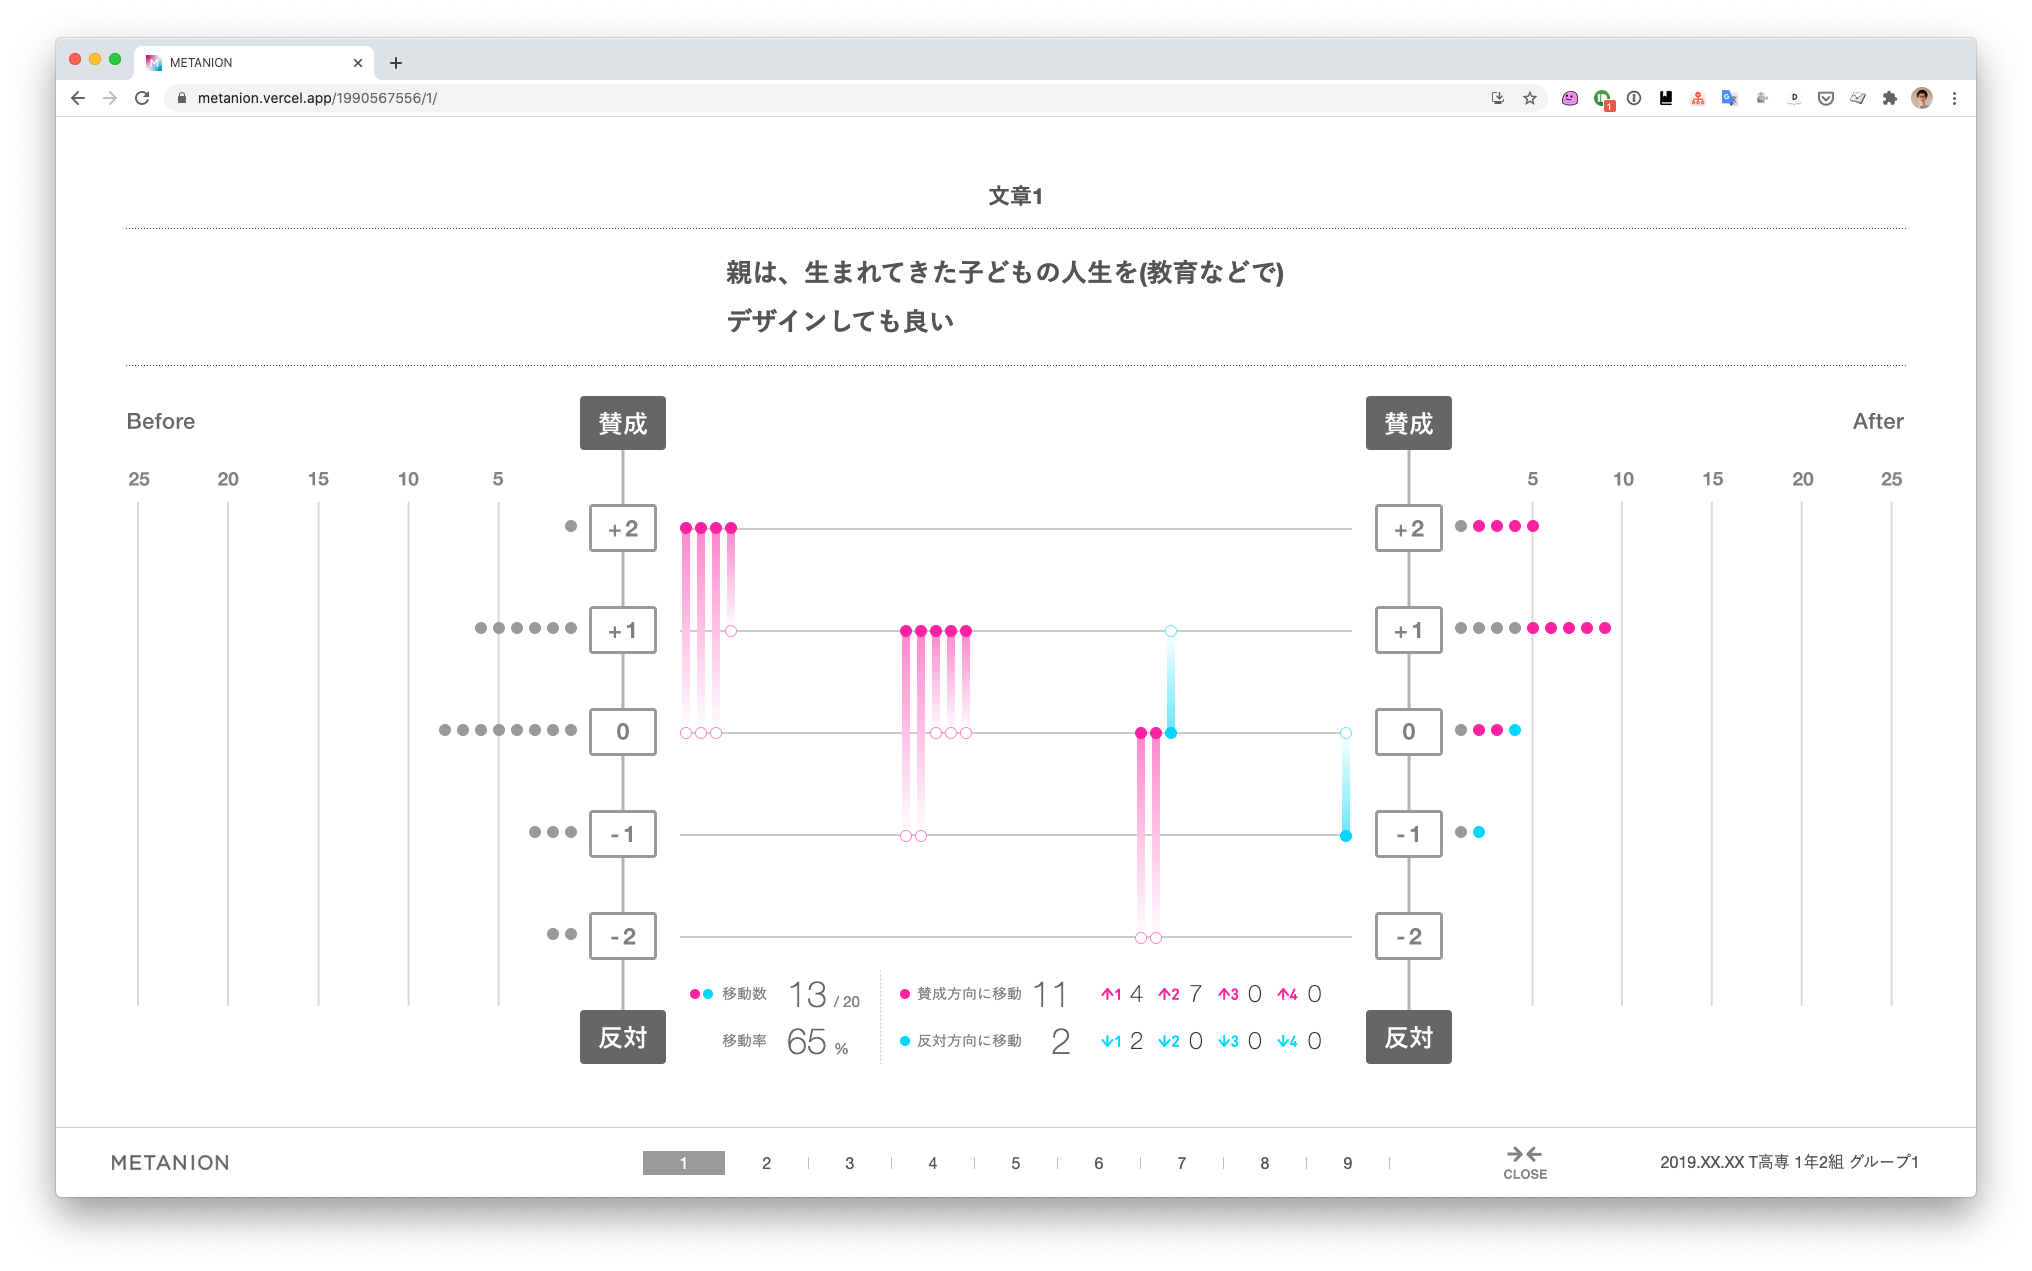 METANION
metanion.vercel.app/1990567556/1/
文章1
親は、生まれてきた子どもの人生を(教育などで)
デザインしても良い
Before
賛成
賛成
After
25 20 15 10 5
5 10 15 20 25
+2
+2
+1
+1
0
0
-1
-1
-2
-2
移動数 13 / 20
賛成方向に移動 11 ↑1 4 ↑2 7 ↑3 0 ↑4 0
移動率 65 %
反対方向に移動 2 ↓1 2 ↓2 0 ↓3 0 ↓4 0
反対
反対
METANION
1 2 3 4 5 6 7 8 9
CLOSE
2019.XX.XX T高専 1年2組 グループ1